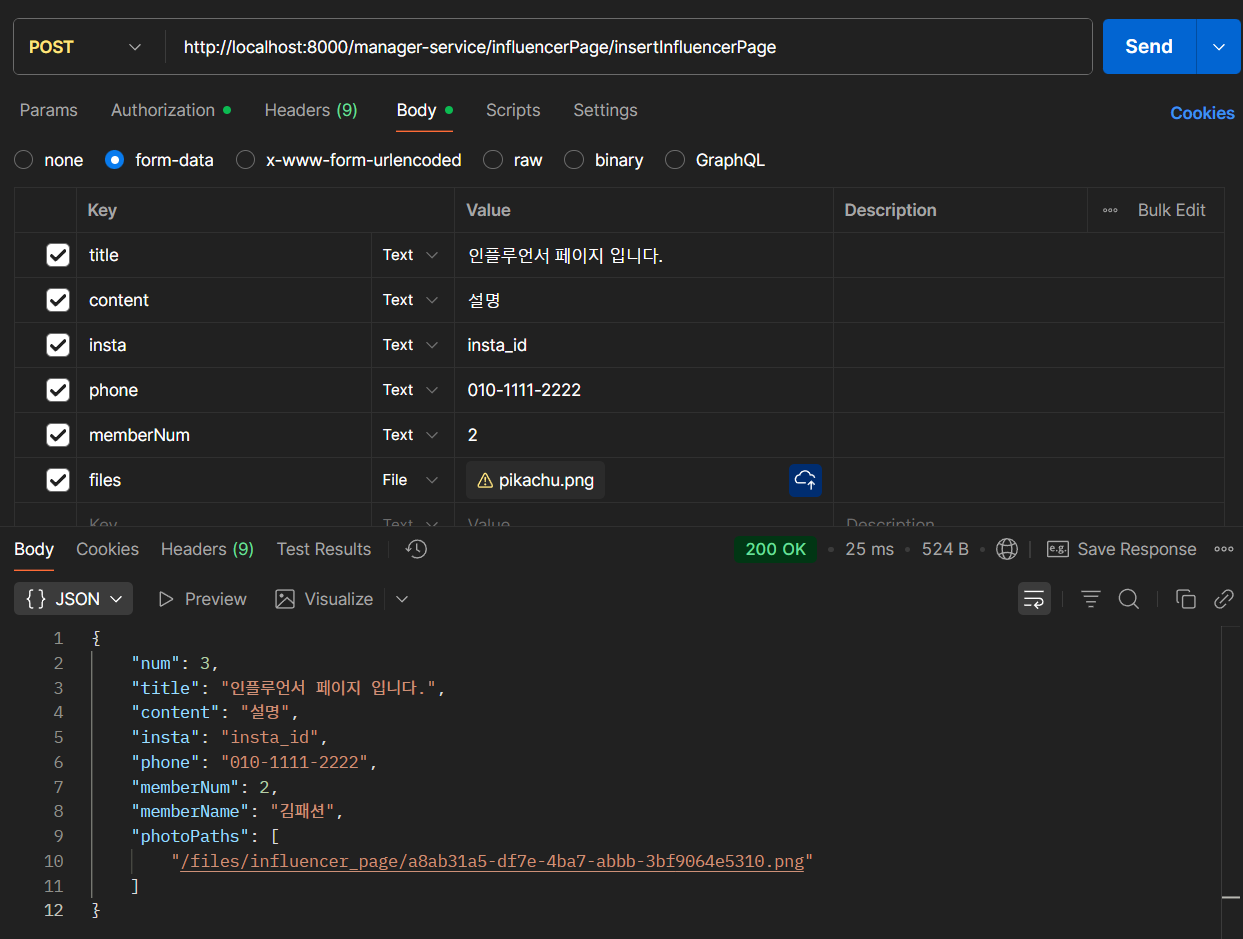 POST http://localhost:8000/manager-service/influencerPage/insertInfluencerPage Send
Params Authorization Headers (9) Body Scripts Settings Cookies
none form-data x-www-form-urlencoded raw binary GraphQL
Key Value Description Bulk Edit
title Text 인플루언서 페이지 입니다.
content Text 설명
insta Text insta_id
phone Text 010-1111-2222
memberNum Text 2
files File pikachu.png
Key Text Value Description
Body Cookies Headers (9) Test Results 200 OK 25 ms 524 B e.g. Save Response
{} JSON Preview Visualize
1 {
2 "num": 3,
3 "title": "인플루언서 페이지 입니다.",
4 "content": "설명",
5 "insta": "insta_id",
6 "phone": "010-1111-2222",
7 "memberNum": 2,
8 "memberName": "김패션",
9 "photoPaths": [
10 "/files/influencer_page/a8ab31a5-df7e-4ba7-abbb-3bf9064e5310.png"
11 ]
12 }